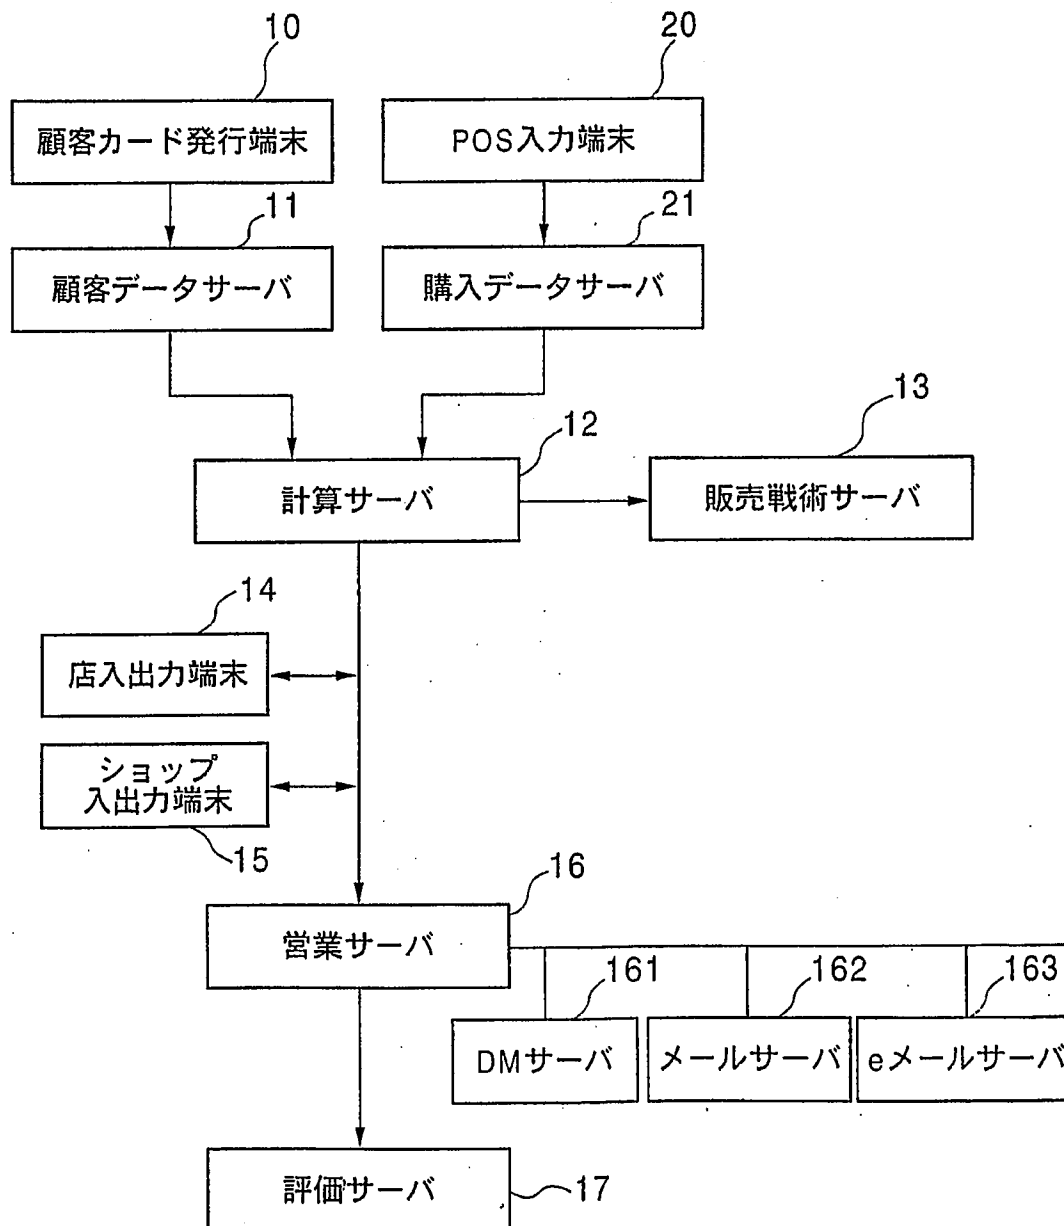 10
20
顧客カード発行端末
POS入力端末
11
21
顧客データサーバ
購入データサーバ
12
13
計算サーバ
販売戦術サーバ
14
店入出力端末
ショップ
入出力端末
15
16
営業サーバ
161
162
163
DMサーバ
メールサーバ
eメールサーバ
評価サーバ
17